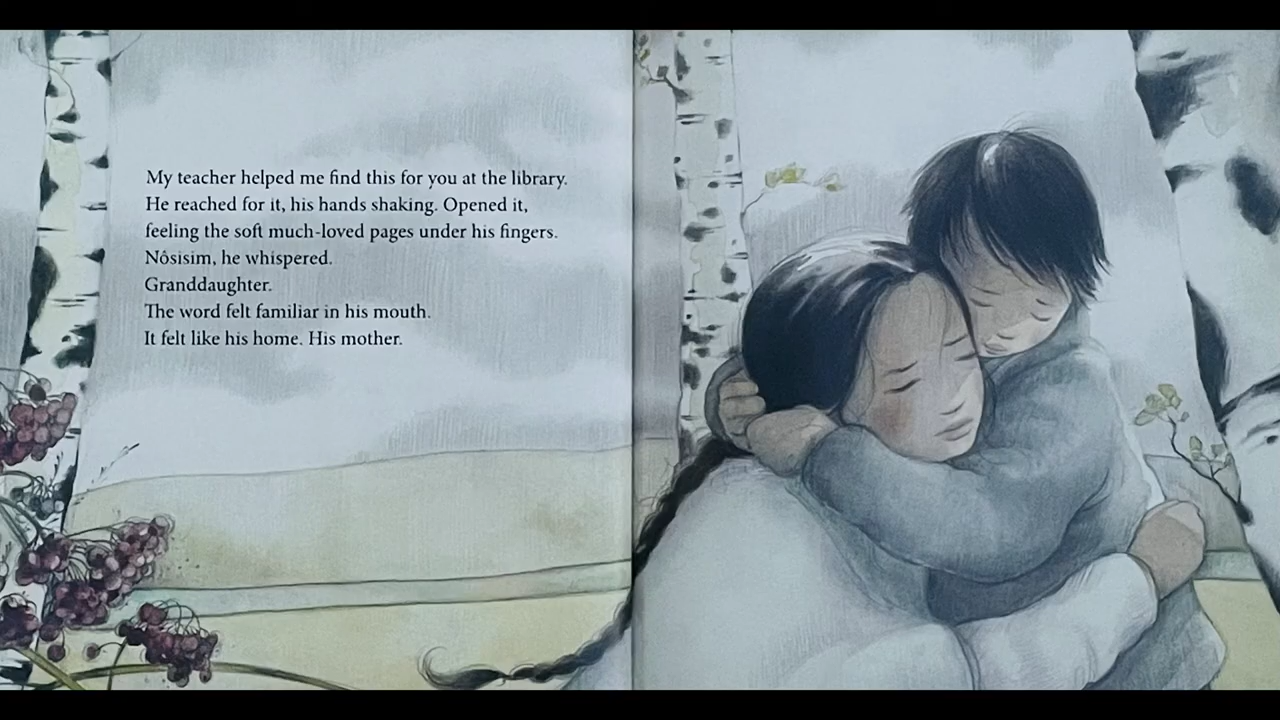 My teacher helped me find this for you at the library.
He reached for it, his hands shaking. Opened it,
feeling the soft much-loved pages under his fingers.
Nôsisim, he whispered.
Granddaughter.
The word felt familiar in his mouth.
It felt like his home. His mother.